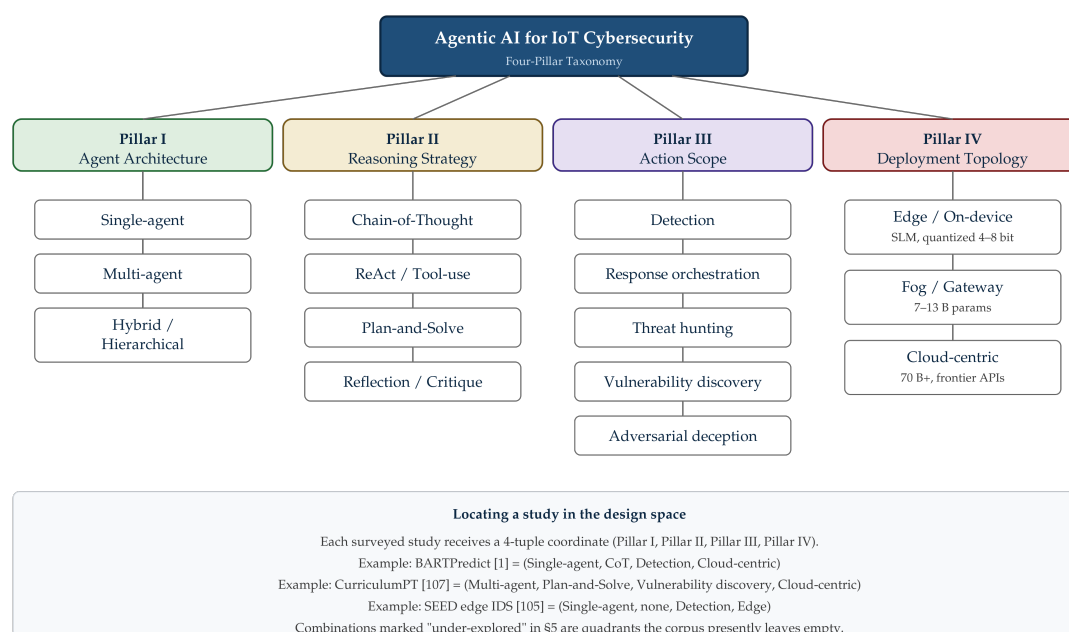 Agentic AI for IoT Cybersecurity
Four-Pillar Taxonomy
Pillar I
Agent Architecture
Single-agent
Multi-agent
Hybrid /
Hierarchical
Pillar II
Reasoning Strategy
Chain-of-Thought
ReAct / Tool-use
Plan-and-Solve
Reflection / Critique
Pillar III
Action Scope
Detection
Response orchestration
Threat hunting
Vulnerability discovery
Adversarial deception
Pillar IV
Deployment Topology
Edge / On-device
SLM, quantized 4–8 bit
Fog / Gateway
7–13 B params
Cloud-centric
70 B+, frontier APIs
Locating a study in the design space
Each surveyed study receives a 4-tuple coordinate (Pillar I, Pillar II, Pillar III, Pillar IV).
Example: BARTPredict [1] = (Single-agent, CoT, Detection, Cloud-centric)
Example: CurriculumPT [107] = (Multi-agent, Plan-and-Solve, Vulnerability discovery, Cloud-centric)
Example: SEED edge IDS [105] = (Single-agent, none, Detection, Edge)
Combinations marked "under-explored" in §5 are quadrants the corpus presently leaves empty.